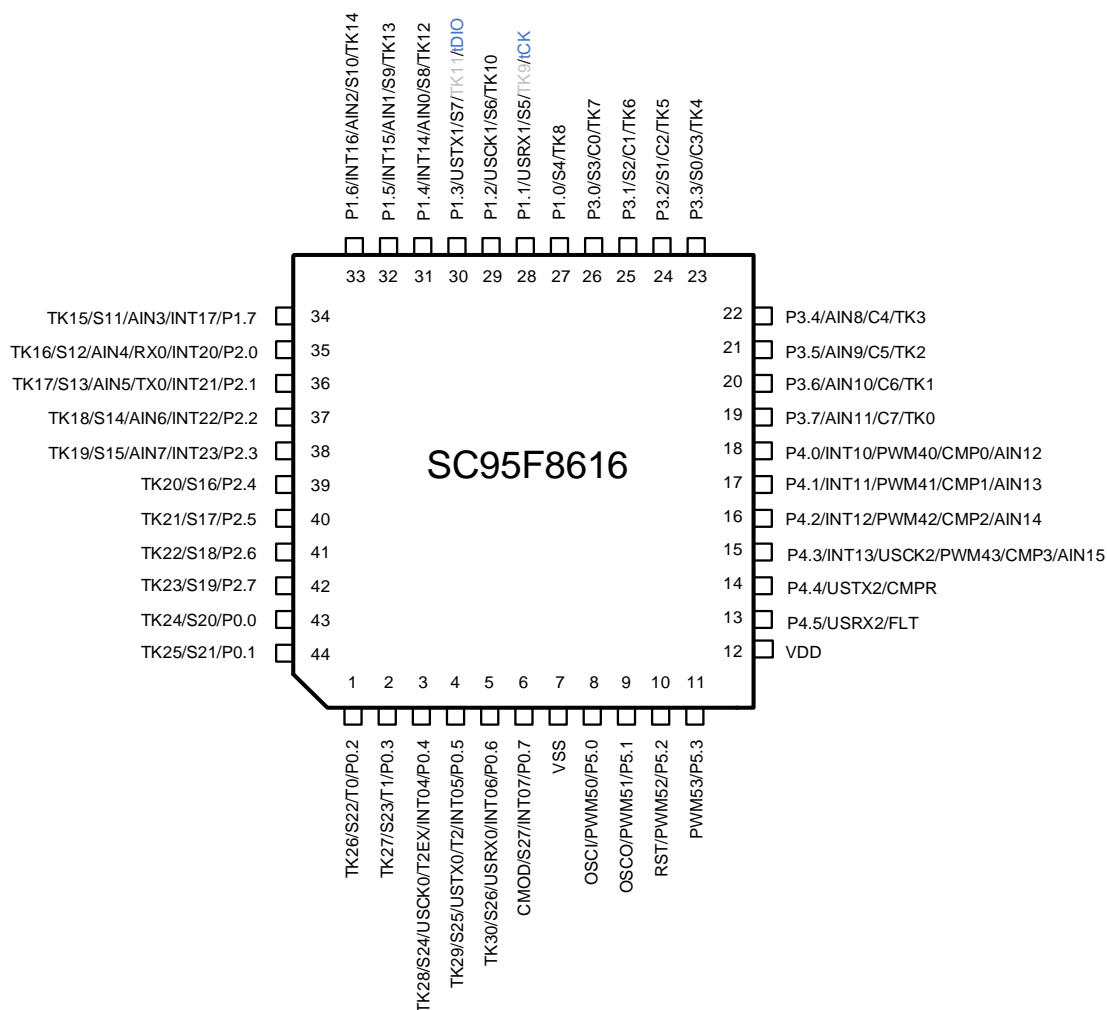 P1.6/INT16/AIN2/S10/TK14
P1.5/INT15/AIN1/S9/TK13
P1.4/INT14/AIN0/S8/TK12
P1.3/USTX1/S7/TK11/tDIO
P1.2/USCK1/S6/TK10
P1.1/USRX1/S5/TK9/tCK
P1.0/S4/TK8
P3.0/S3/C0/TK7
P3.1/S2/C1/TK6
P3.2/S1/C2/TK5
P3.3/S0/C3/TK4
33 32 31 30 29 28 27 26 25 24 23
TK15/S11/AIN3/INT17/P1.7 34
TK16/S12/AIN4/RX0/INT20/P2.0 35
TK17/S13/AIN5/TX0/INT21/P2.1 36
TK18/S14/AIN6/INT22/P2.2 37
TK19/S15/AIN7/INT23/P2.3 38
TK20/S16/P2.4 39
TK21/S17/P2.5 40
TK22/S18/P2.6 41
TK23/S19/P2.7 42
TK24/S20/P0.0 43
TK25/S21/P0.1 44
SC95F8616
22 P3.4/AIN8/C4/TK3
21 P3.5/AIN9/C5/TK2
20 P3.6/AIN10/C6/TK1
19 P3.7/AIN11/C7/TK0
18 P4.0/INT10/PWM40/CMP0/AIN12
17 P4.1/INT11/PWM41/CMP1/AIN13
16 P4.2/INT12/PWM42/CMP2/AIN14
15 P4.3/INT13/USCK2/PWM43/CMP3/AIN15
14 P4.4/USTX2/CMPR
13 P4.5/USRX2/FLT
12 VDD
1 2 3 4 5 6 7 8 9 10 11
TK26/S22/T0/P0.2
TK27/S23/T1/P0.3
TK28/S24/USCK0/T2EX/INT04/P0.4
TK29/S25/USTX0/T2/INT05/P0.5
TK30/S26/USRX0/INT06/P0.6
CMOD/S27/INT07/P0.7
VSS
OSCI/PWM50/P5.0
OSCO/PWM51/P5.1
RST/PWM52/P5.2
PWM53/P5.3